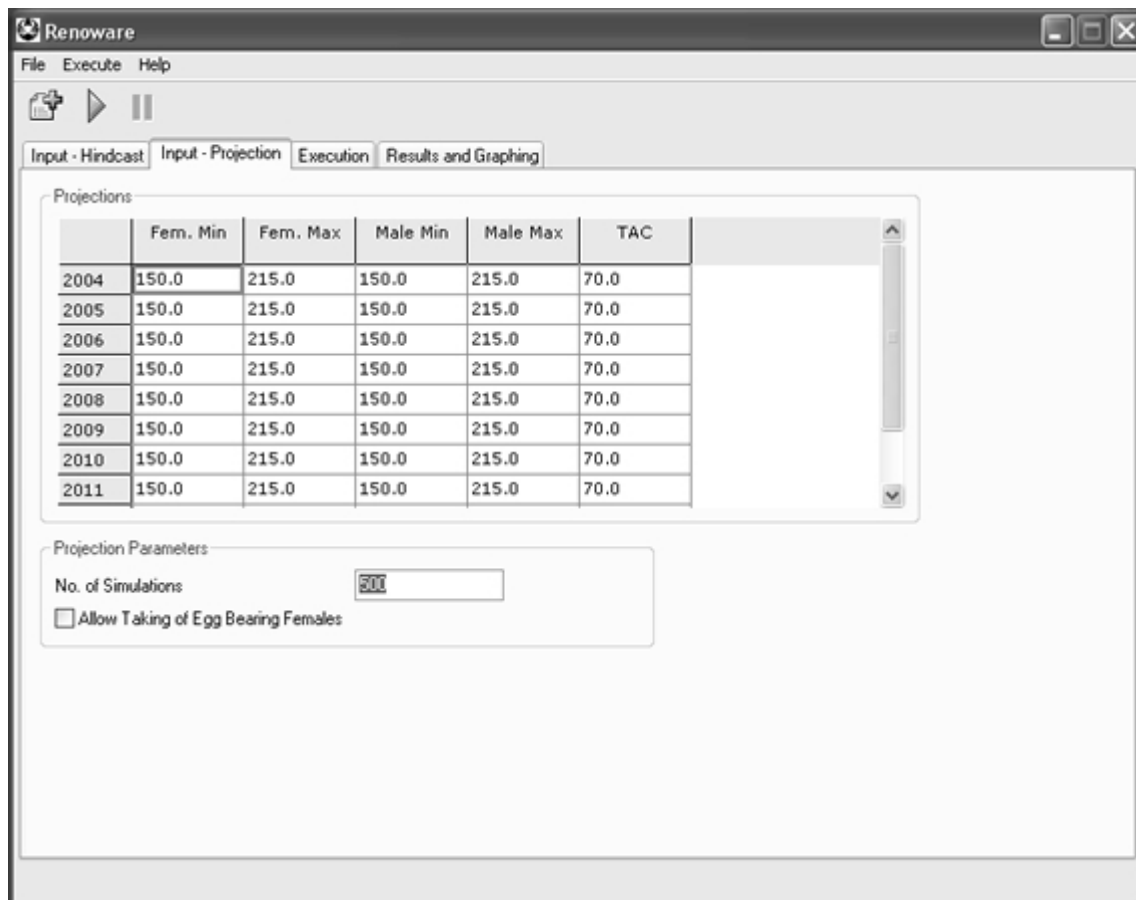 Renoware
File Execute Help
Input - Hindcast Input - Projection Execution Results and Graphing
Projections
Fem. Min Fem. Max Male Min Male Max TAC
2004 150.0 215.0 150.0 215.0 70.0
2005 150.0 215.0 150.0 215.0 70.0
2006 150.0 215.0 150.0 215.0 70.0
2007 150.0 215.0 150.0 215.0 70.0
2008 150.0 215.0 150.0 215.0 70.0
2009 150.0 215.0 150.0 215.0 70.0
2010 150.0 215.0 150.0 215.0 70.0
2011 150.0 215.0 150.0 215.0 70.0
Projection Parameters
No. of Simulations 500
Allow Taking of Egg Bearing Females